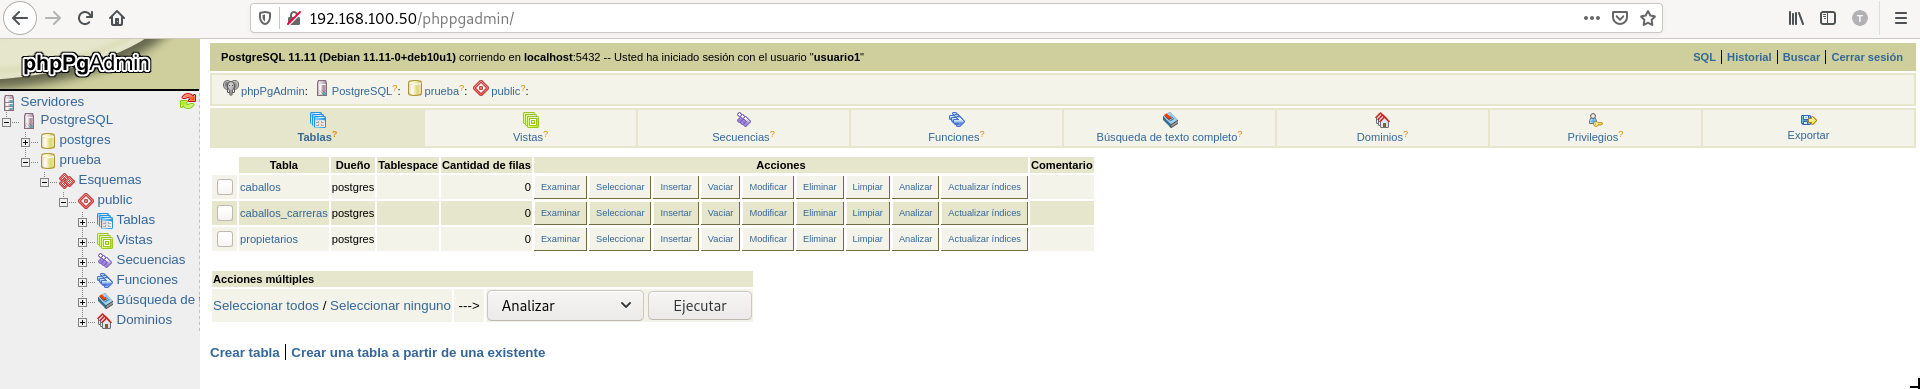 192.168.100.50/phppgadmin/
T
phpPgAdmin
PostgreSQL 11.11 (Debian 11.11-0+deb10u1) corriendo en localhost:5432 -- Usted ha iniciado sesión con el usuario "usuario1"
SQL | Historial | Buscar | Cerrar sesión
phpPgAdmin: PostgreSQL?: prueba?: public?:
Servidores
PostgreSQL
postgres
prueba
Esquemas
public
Tablas
Vistas
Secuencias
Funciones
Búsqueda de
Dominios
Tablas? Vistas? Secuencias? Funciones? Búsqueda de texto completo? Dominios? Privilegios? Exportar
Tabla Dueño Tablespace Cantidad de filas Acciones Comentario
caballos postgres 0 Examinar Seleccionar Insertar Vaciar Modificar Eliminar Limpiar Analizar Actualizar índices
caballos_carreras postgres 0 Examinar Seleccionar Insertar Vaciar Modificar Eliminar Limpiar Analizar Actualizar índices
propietarios postgres 0 Examinar Seleccionar Insertar Vaciar Modificar Eliminar Limpiar Analizar Actualizar índices
Acciones múltiples
Seleccionar todos / Seleccionar ninguno ---> Analizar Ejecutar
Crear tabla | Crear una tabla a partir de una existente